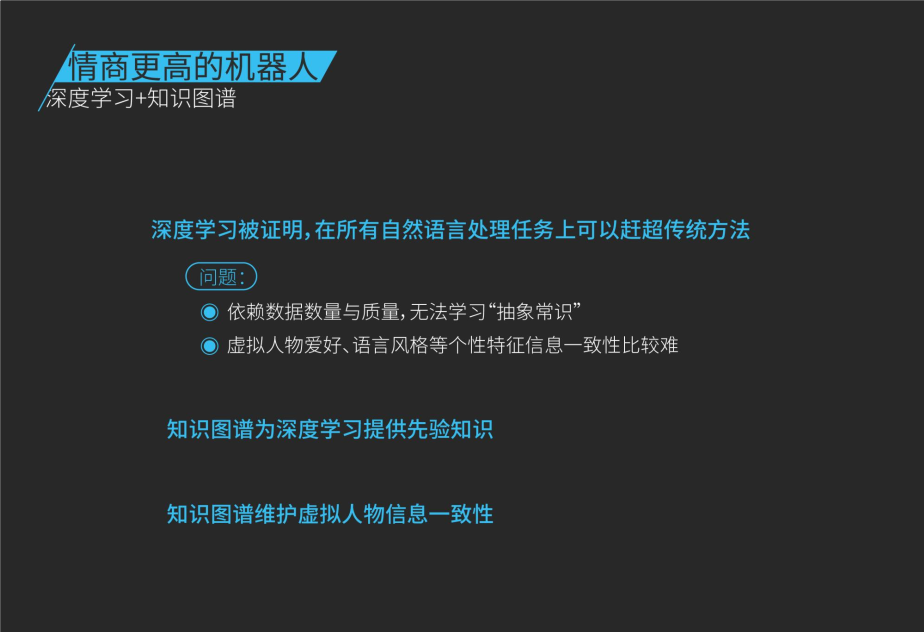 情商更高的机器人
深度学习+知识图谱
深度学习被证明,在所有自然语言处理任务上可以赶超传统方法
问题:
依赖数据数量与质量,无法学习“抽象常识”
虚拟人物爱好、语言风格等个性特征信息一致性比较难
知识图谱为深度学习提供先验知识
知识图谱维护虚拟人物信息一致性